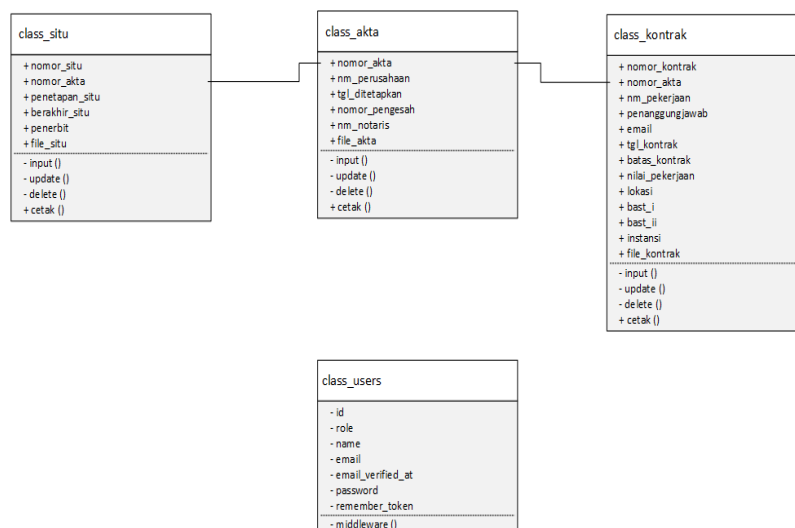 class_situ
+ nomor_situ
+ nomor_akta
+ penetapan_situ
+ berakhir_situ
+ penerbit
+ file_situ
- input ()
- update ()
- delete ()
+ cetak ()
class_akta
+ nomor_akta
+ nm_perusahaan
+ tgl_ditetapkan
+ nomor_pengesah
+ nm_notaris
+ file_akta
- input ()
- update ()
- delete ()
+ cetak ()
class_kontrak
+ nomor_kontrak
+ nomor_akta
+ nm_pekerjaan
+ penanggungjawab
+ email
+ tgl_kontrak
+ batas_kontrak
+ nilai_pekerjaan
+ lokasi
+ bast_i
+ bast_ii
+ instansi
+ file_kontrak
- input ()
- update ()
- delete ()
+ cetak ()
class_users
- id
- role
- name
- email
- email_verified_at
- password
- remember_token
- middleware ()